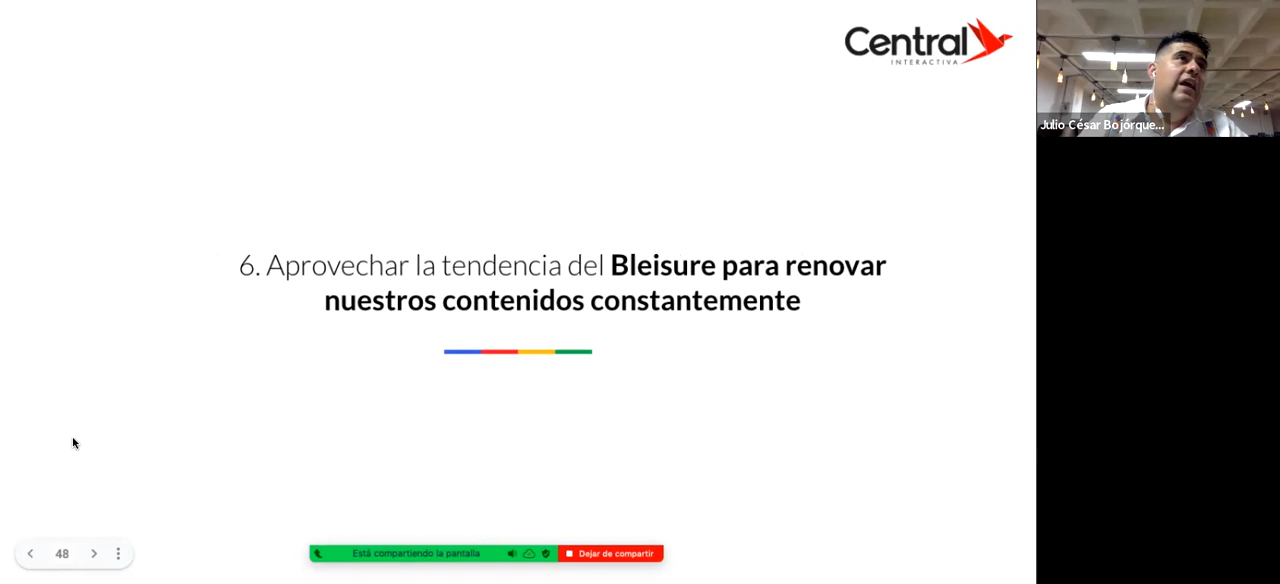 Central
INTERACTIVA
Julio César Bojórque...
6. Aprovechar la tendencia del Bleisure para renovar
nuestros contenidos constantemente
48
Está compartiendo la pantalla
Dejar de compartir